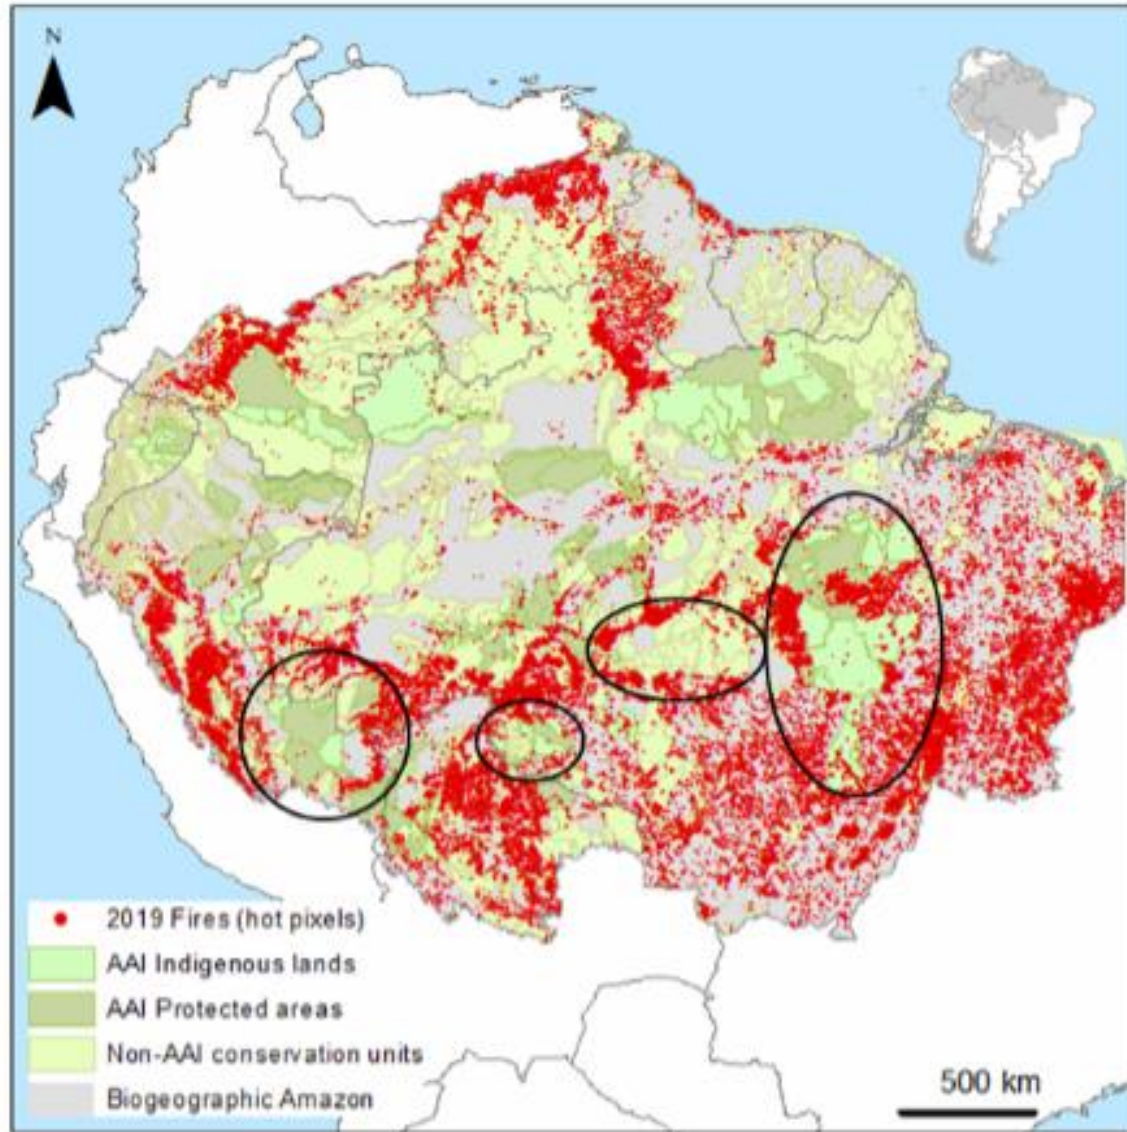 N
2019 Fires (hot pixels)
AAI Indigenous lands
AAI Protected areas
Non-AAI conservation units
Biogeographic Amazon
500 km